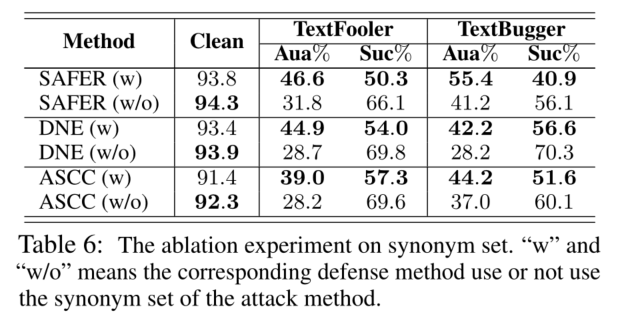 Method Clean TextFooler TextBugger
Aua% Suc% Aua% Suc%
SAFER (w) 93.8 46.6 50.3 55.4 40.9
SAFER (w/o) 94.3 31.8 66.1 41.2 56.1
DNE (w) 93.4 44.9 54.0 42.2 56.6
DNE (w/o) 93.9 28.7 69.8 28.2 70.3
ASCC (w) 91.4 39.0 57.3 44.2 51.6
ASCC (w/o) 92.3 28.2 69.6 37.0 60.1
Table 6: The ablation experiment on synonym set. “w” and
“w/o” means the corresponding defense method use or not use
the synonym set of the attack method.